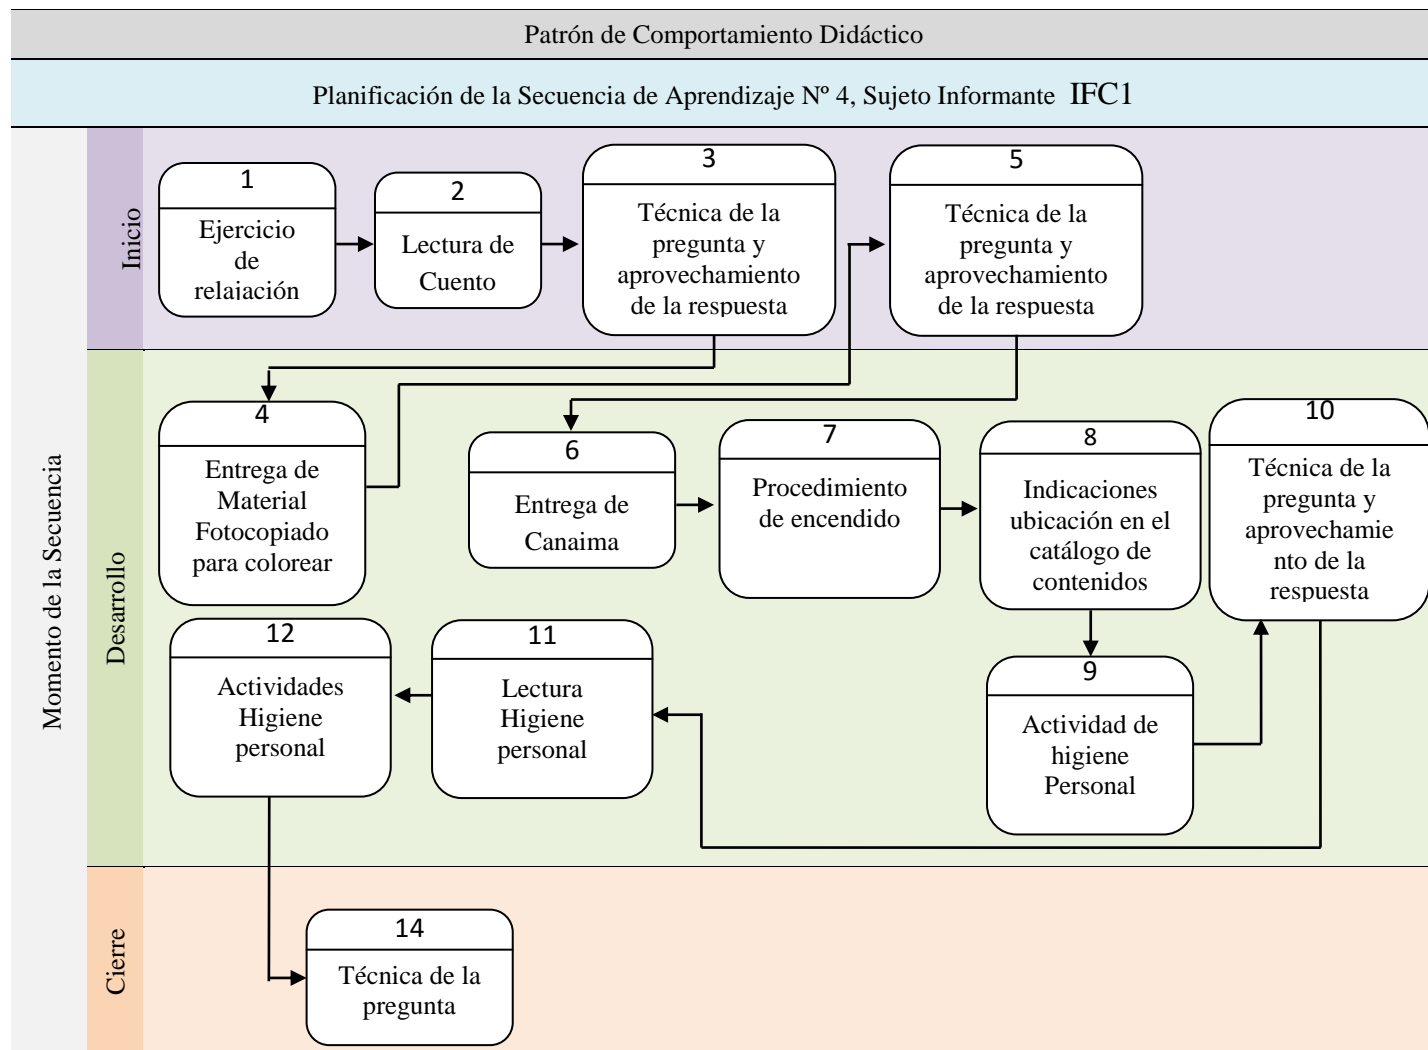 Patrón de Comportamiento Didáctico
Planificación de la Secuencia de Aprendizaje Nº 4, Sujeto Informante IFC1
Momento de la Secuencia
Inicio
1
Ejercicio
de
relajación
2
Lectura de
Cuento
3
Técnica de la
pregunta y
aprovechamiento
de la respuesta
5
Técnica de la
pregunta y
aprovechamiento
de la respuesta
Desarrollo
4
Entrega de
Material
Fotocopiado
para colorear
6
Entrega de
Canaima
7
Procedimiento
de encendido
8
Indicaciones
ubicación en el
catálogo de
contenidos
10
Técnica de la
pregunta y
aprovechamie
nto de la
respuesta
12
Actividades
Higiene
personal
11
Lectura
Higiene
personal
9
Actividad de
higiene
Personal
Cierre
14
Técnica de la
pregunta